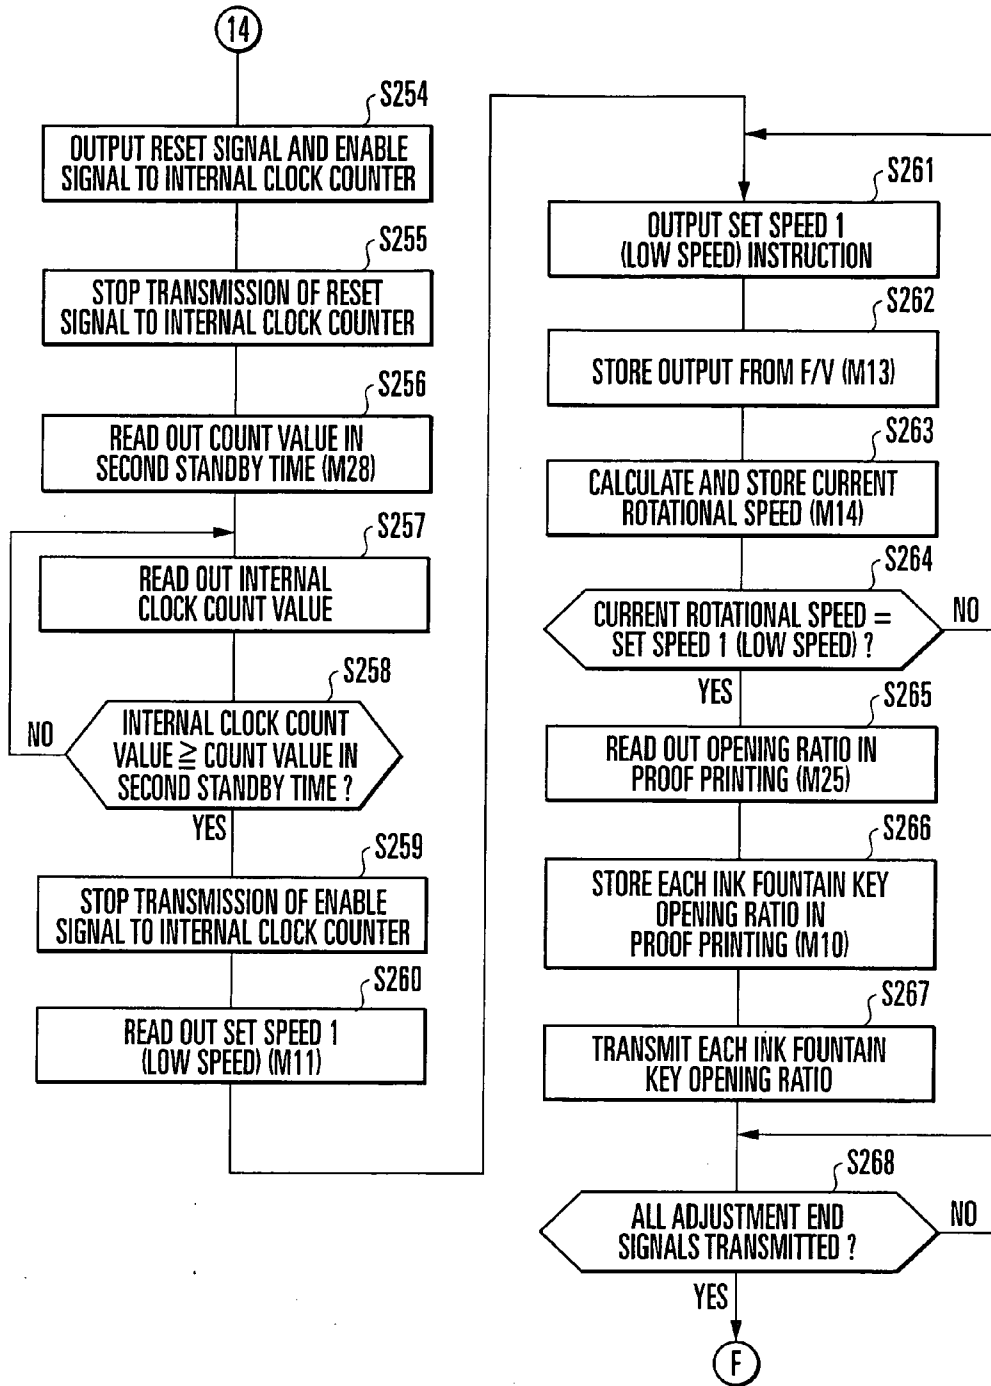 14
S254
OUTPUT RESET SIGNAL AND ENABLE
SIGNAL TO INTERNAL CLOCK COUNTER
S255
STOP TRANSMISSION OF RESET
SIGNAL TO INTERNAL CLOCK COUNTER
S256
READ OUT COUNT VALUE IN
SECOND STANDBY TIME (M28)
S257
READ OUT INTERNAL
CLOCK COUNT VALUE
S258
INTERNAL CLOCK COUNT
VALUE ≧ COUNT VALUE IN
SECOND STANDBY TIME ?
NO
YES
S259
STOP TRANSMISSION OF ENABLE
SIGNAL TO INTERNAL CLOCK COUNTER
S260
READ OUT SET SPEED 1
(LOW SPEED) (M11)
S261
OUTPUT SET SPEED 1
(LOW SPEED) INSTRUCTION
S262
STORE OUTPUT FROM F/V (M13)
S263
CALCULATE AND STORE CURRENT
ROTATIONAL SPEED (M14)
S264
CURRENT ROTATIONAL SPEED =
SET SPEED 1 (LOW SPEED) ?
NO
YES
S265
READ OUT OPENING RATIO IN
PROOF PRINTING (M25)
S266
STORE EACH INK FOUNTAIN KEY
OPENING RATIO IN
PROOF PRINTING (M10)
S267
TRANSMIT EACH INK FOUNTAIN
KEY OPENING RATIO
S268
ALL ADJUSTMENT END
SIGNALS TRANSMITTED ?
NO
YES
F